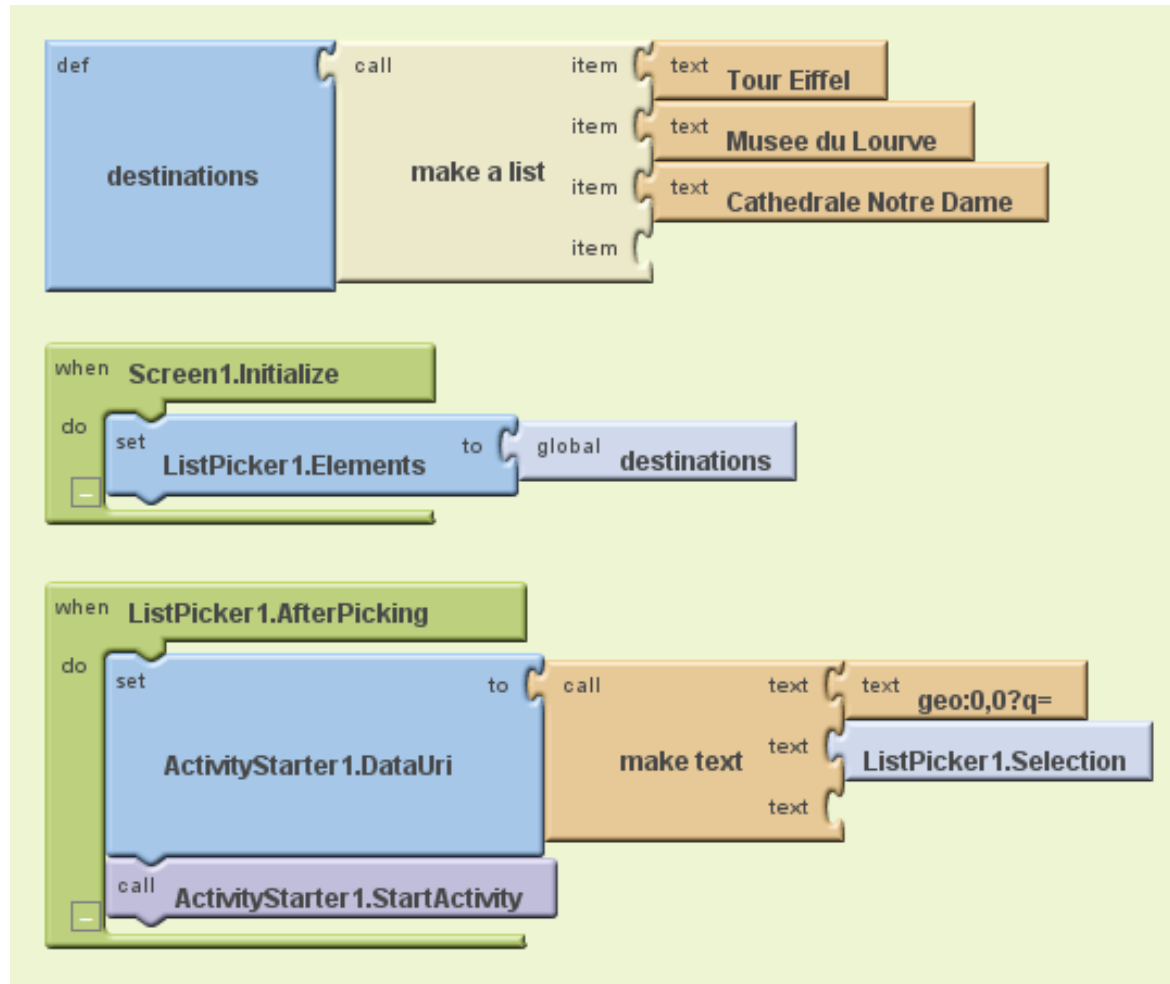 def destinations
call make a list
item text Tour Eiffel
item text Musee du Lourve
item text Cathedrale Notre Dame
item
when Screen1.Initialize
do
set ListPicker1.Elements to global destinations
when ListPicker1.AfterPicking
do
set ActivityStarter1.DataUri to
call make text
text text geo:0,0?q=
text ListPicker1.Selection
text
call ActivityStarter1.StartActivity